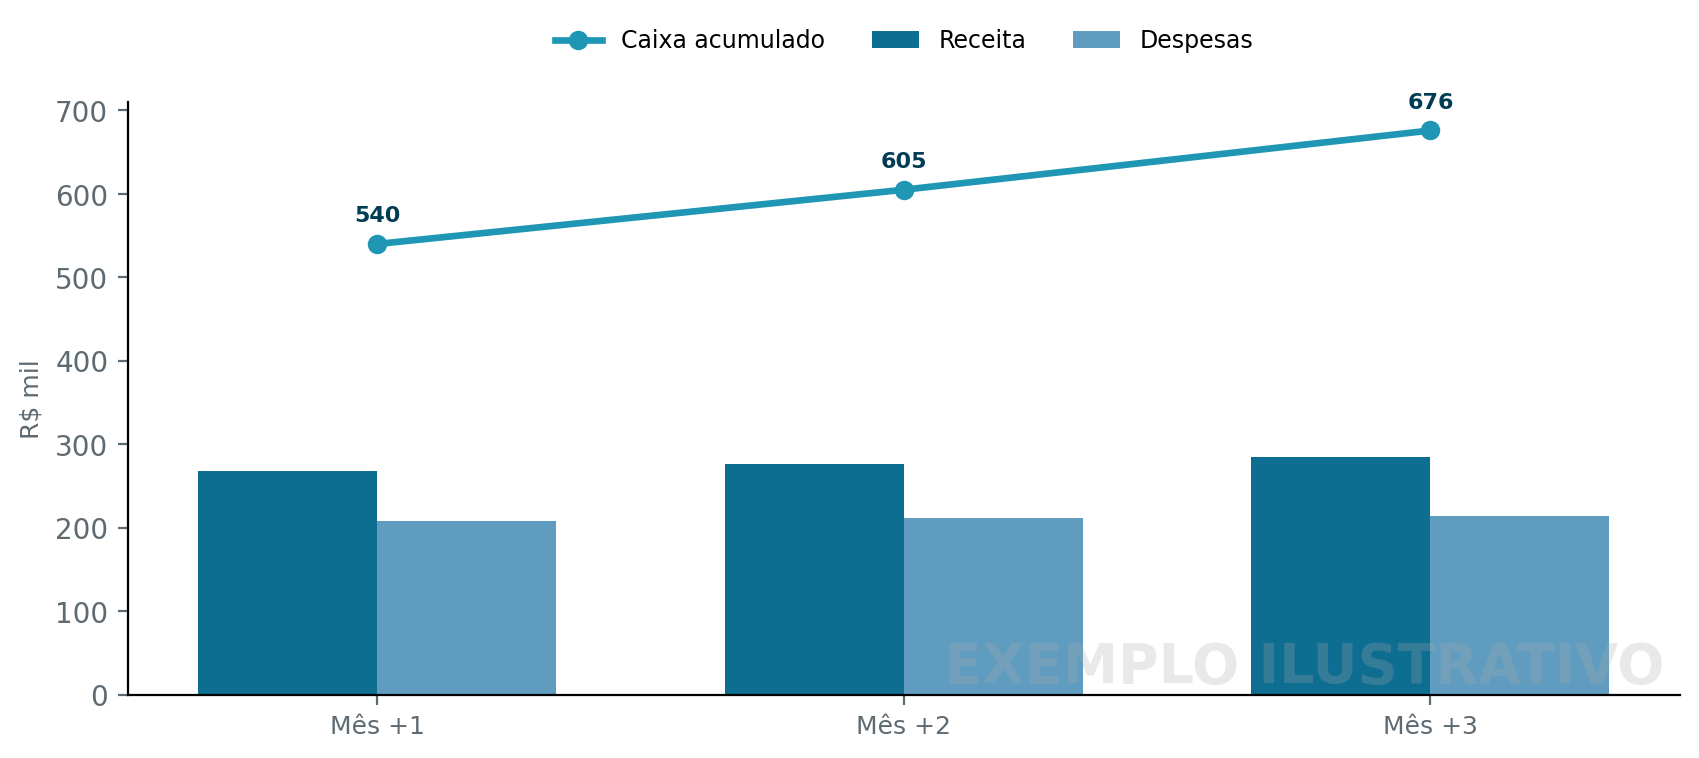 Caixa acumulado Receita Despesas
700
600
500
400
300
200
100
0
R$ mil
540
605
676
EXEMPLO ILUSTRATIVO
Mês +1 Mês +2 Mês +3